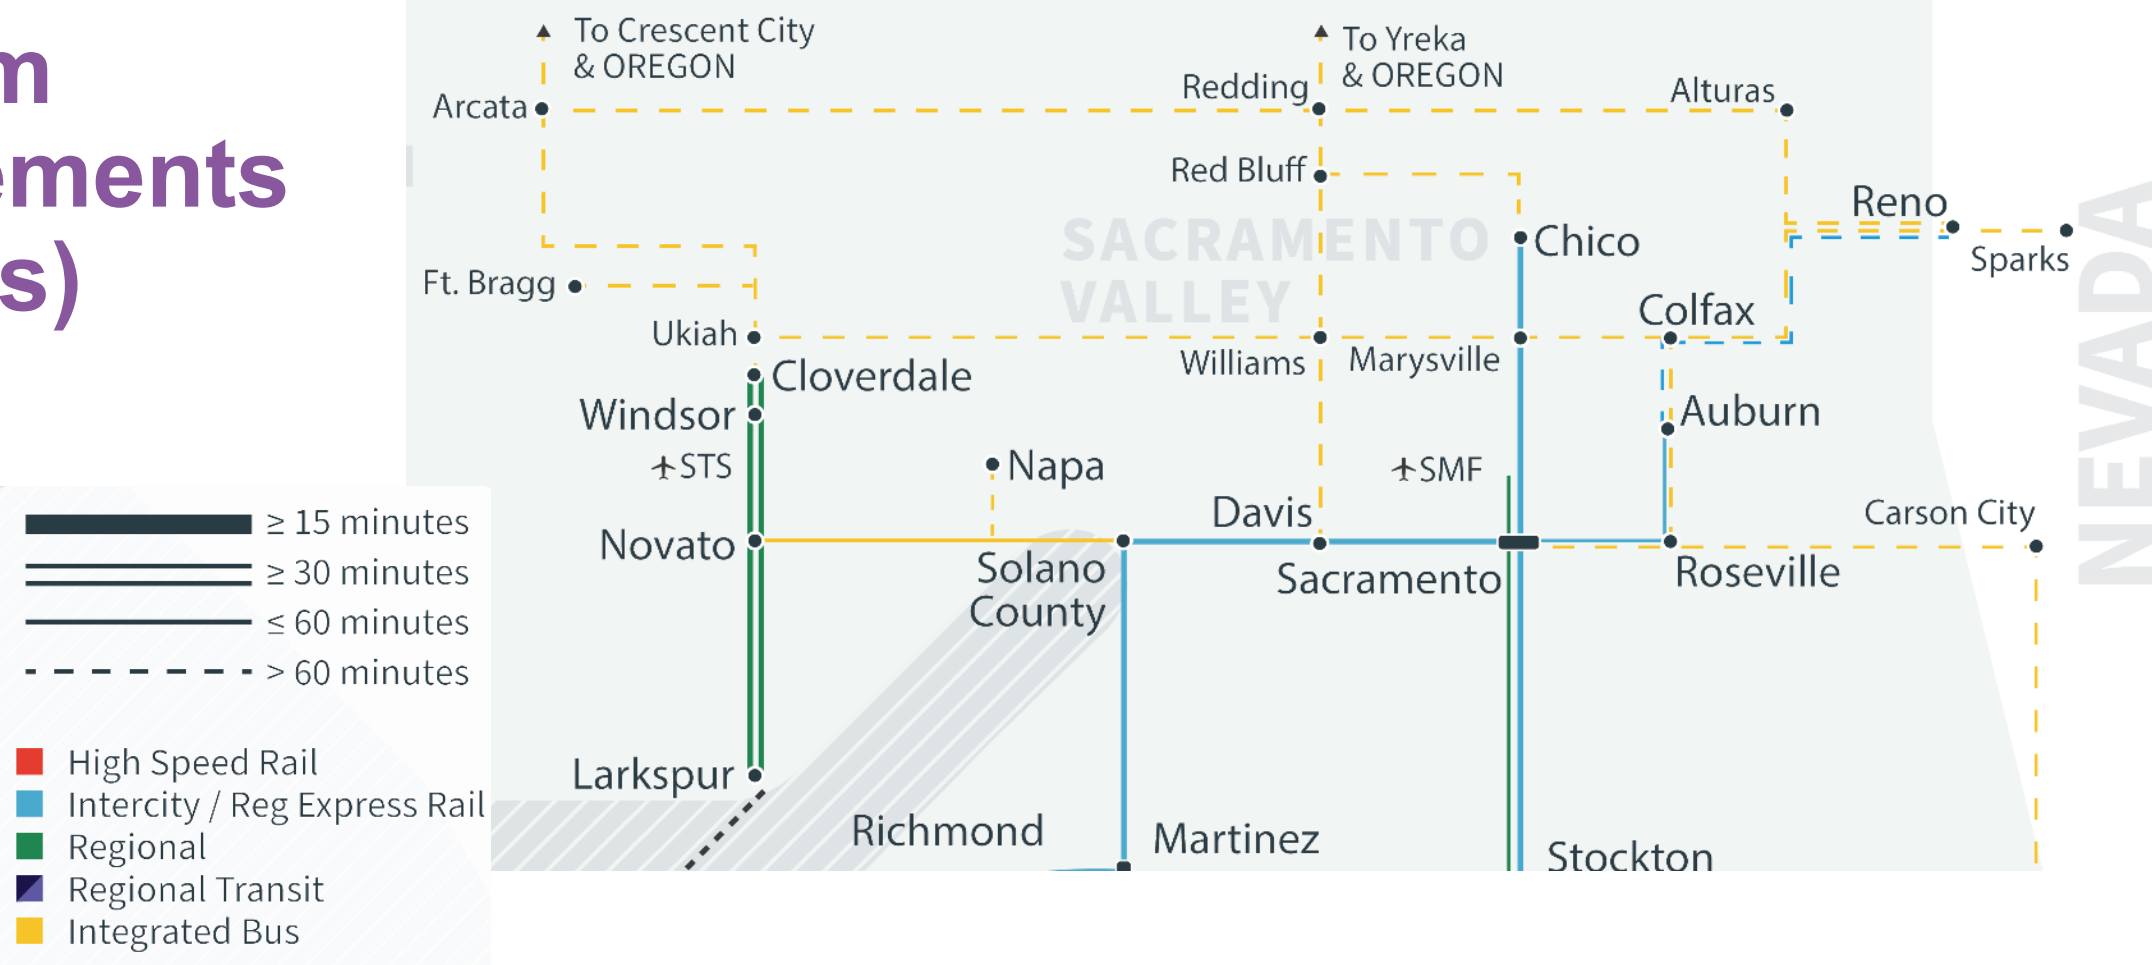 m
ements
s)
To Crescent City
& OREGON
To Yreka
& OREGON
Arcata
Redding
Alturas
Red Bluff
Reno
SACRAMENTO
VALLEY
Chico
Sparks
Ft. Bragg
Colfax
Ukiah
Williams
Marysville
Cloverdale
Windsor
Auburn
STS
Napa
SMF
NEVADA
Davis
Carson City
Novato
Solano
County
Sacramento
Roseville
Larkspur
Richmond
Martinez
Stockton
≥ 15 minutes
≥ 30 minutes
≤ 60 minutes
> 60 minutes
High Speed Rail
Intercity / Reg Express Rail
Regional
Regional Transit
Integrated Bus